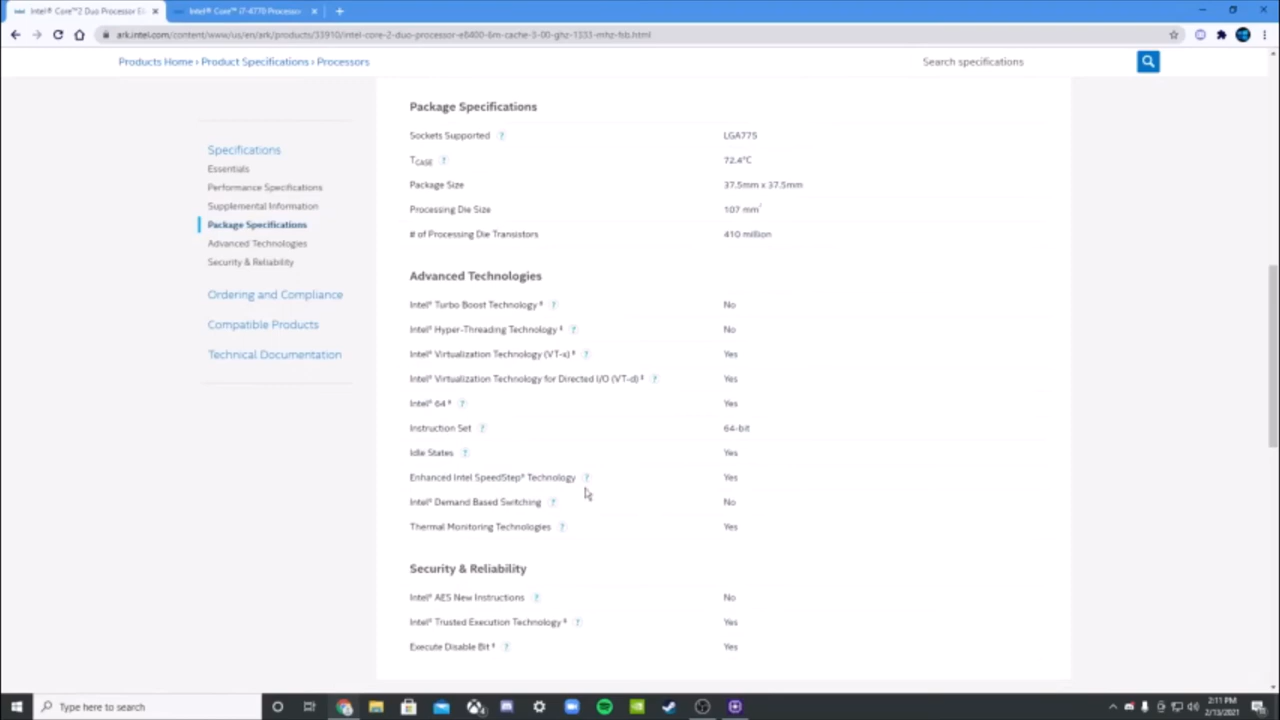 Intel® Core™2 Duo Processor E
Intel® Core™ i7-4770 Processor
ark.intel.com/content/www/us/en/ark/products/33910/intel-core-2-duo-processor-e8400-6m-cache-3-00-ghz-1333-mhz-fsb.html
Products Home › Product Specifications › Processors
Search specifications
Specifications
Essentials
Performance Specifications
Supplemental Information
Package Specifications
Advanced Technologies
Security & Reliability
Ordering and Compliance
Compatible Products
Technical Documentation
Package Specifications
Sockets Supported ? LGA775
TCASE ? 72.4°C
Package Size 37.5mm x 37.5mm
Processing Die Size 107 mm²
# of Processing Die Transistors 410 million
Advanced Technologies
Intel® Turbo Boost Technology ‡ ? No
Intel® Hyper-Threading Technology ‡ ? No
Intel® Virtualization Technology (VT-x) ‡ ? Yes
Intel® Virtualization Technology for Directed I/O (VT-d) ‡ ? Yes
Intel® 64 ‡ ? Yes
Instruction Set ? 64-bit
Idle States ? Yes
Enhanced Intel SpeedStep® Technology ? Yes
Intel® Demand Based Switching ? No
Thermal Monitoring Technologies ? Yes
Security & Reliability
Intel® AES New Instructions ? No
Intel® Trusted Execution Technology ‡ ? Yes
Execute Disable Bit ‡ ? Yes
Type here to search
2:11 PM
2/13/2021